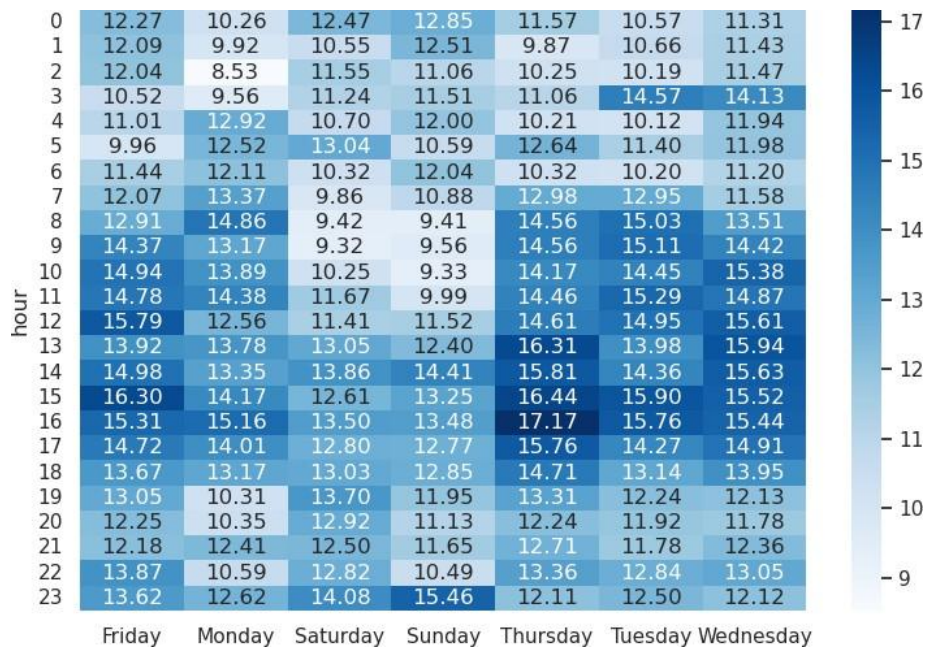 0 12.27 10.26 12.47 12.85 11.57 10.57 11.31 17
1 12.09 9.92 10.55 12.51 9.87 10.66 11.43
2 12.04 8.53 11.55 11.06 10.25 10.19 11.47
3 10.52 9.56 11.24 11.51 11.06 14.57 14.13 16
4 11.01 12.92 10.70 12.00 10.21 10.12 11.94
5 9.96 12.52 13.04 10.59 12.64 11.40 11.98
6 11.44 12.11 10.32 12.04 10.32 10.20 11.20 15
7 12.07 13.37 9.86 10.88 12.98 12.95 11.58
8 12.91 14.86 9.42 9.41 14.56 15.03 13.51
9 14.37 13.17 9.32 9.56 14.56 15.11 14.42 14
10 14.94 13.89 10.25 9.33 14.17 14.45 15.38
11 14.78 14.38 11.67 9.99 14.46 15.29 14.87 13
hour
12 15.79 12.56 11.41 11.52 14.61 14.95 15.61
13 13.92 13.78 13.05 12.40 16.31 13.98 15.94
14 14.98 13.35 13.86 14.41 15.81 14.36 15.63 12
15 16.30 14.17 12.61 13.25 16.44 15.90 15.52
16 15.31 15.16 13.50 13.48 17.17 15.76 15.44
17 14.72 14.01 12.80 12.77 15.76 14.27 14.91 11
18 13.67 13.17 13.03 12.85 14.71 13.14 13.95
19 13.05 10.31 13.70 11.95 13.31 12.24 12.13
20 12.25 10.35 12.92 11.13 12.24 11.92 11.78 10
21 12.18 12.41 12.50 11.65 12.71 11.78 12.36
22 13.87 10.59 12.82 10.49 13.36 12.84 13.05 9
23 13.62 12.62 14.08 15.46 12.11 12.50 12.12
Friday Monday Saturday Sunday Thursday Tuesday Wednesday